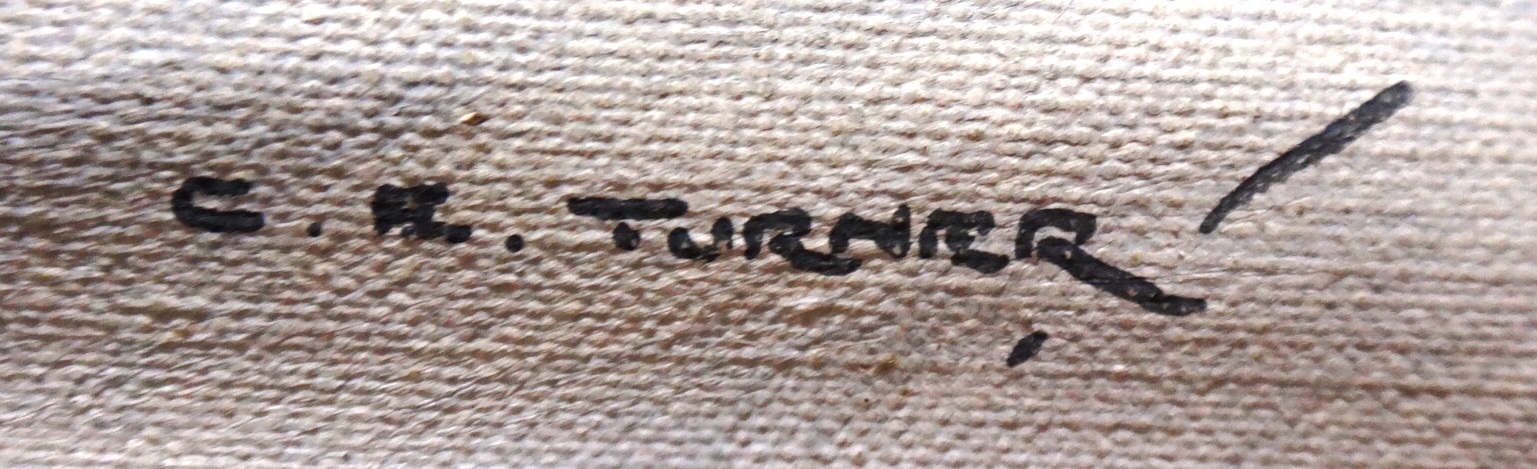 C. R. TURNER